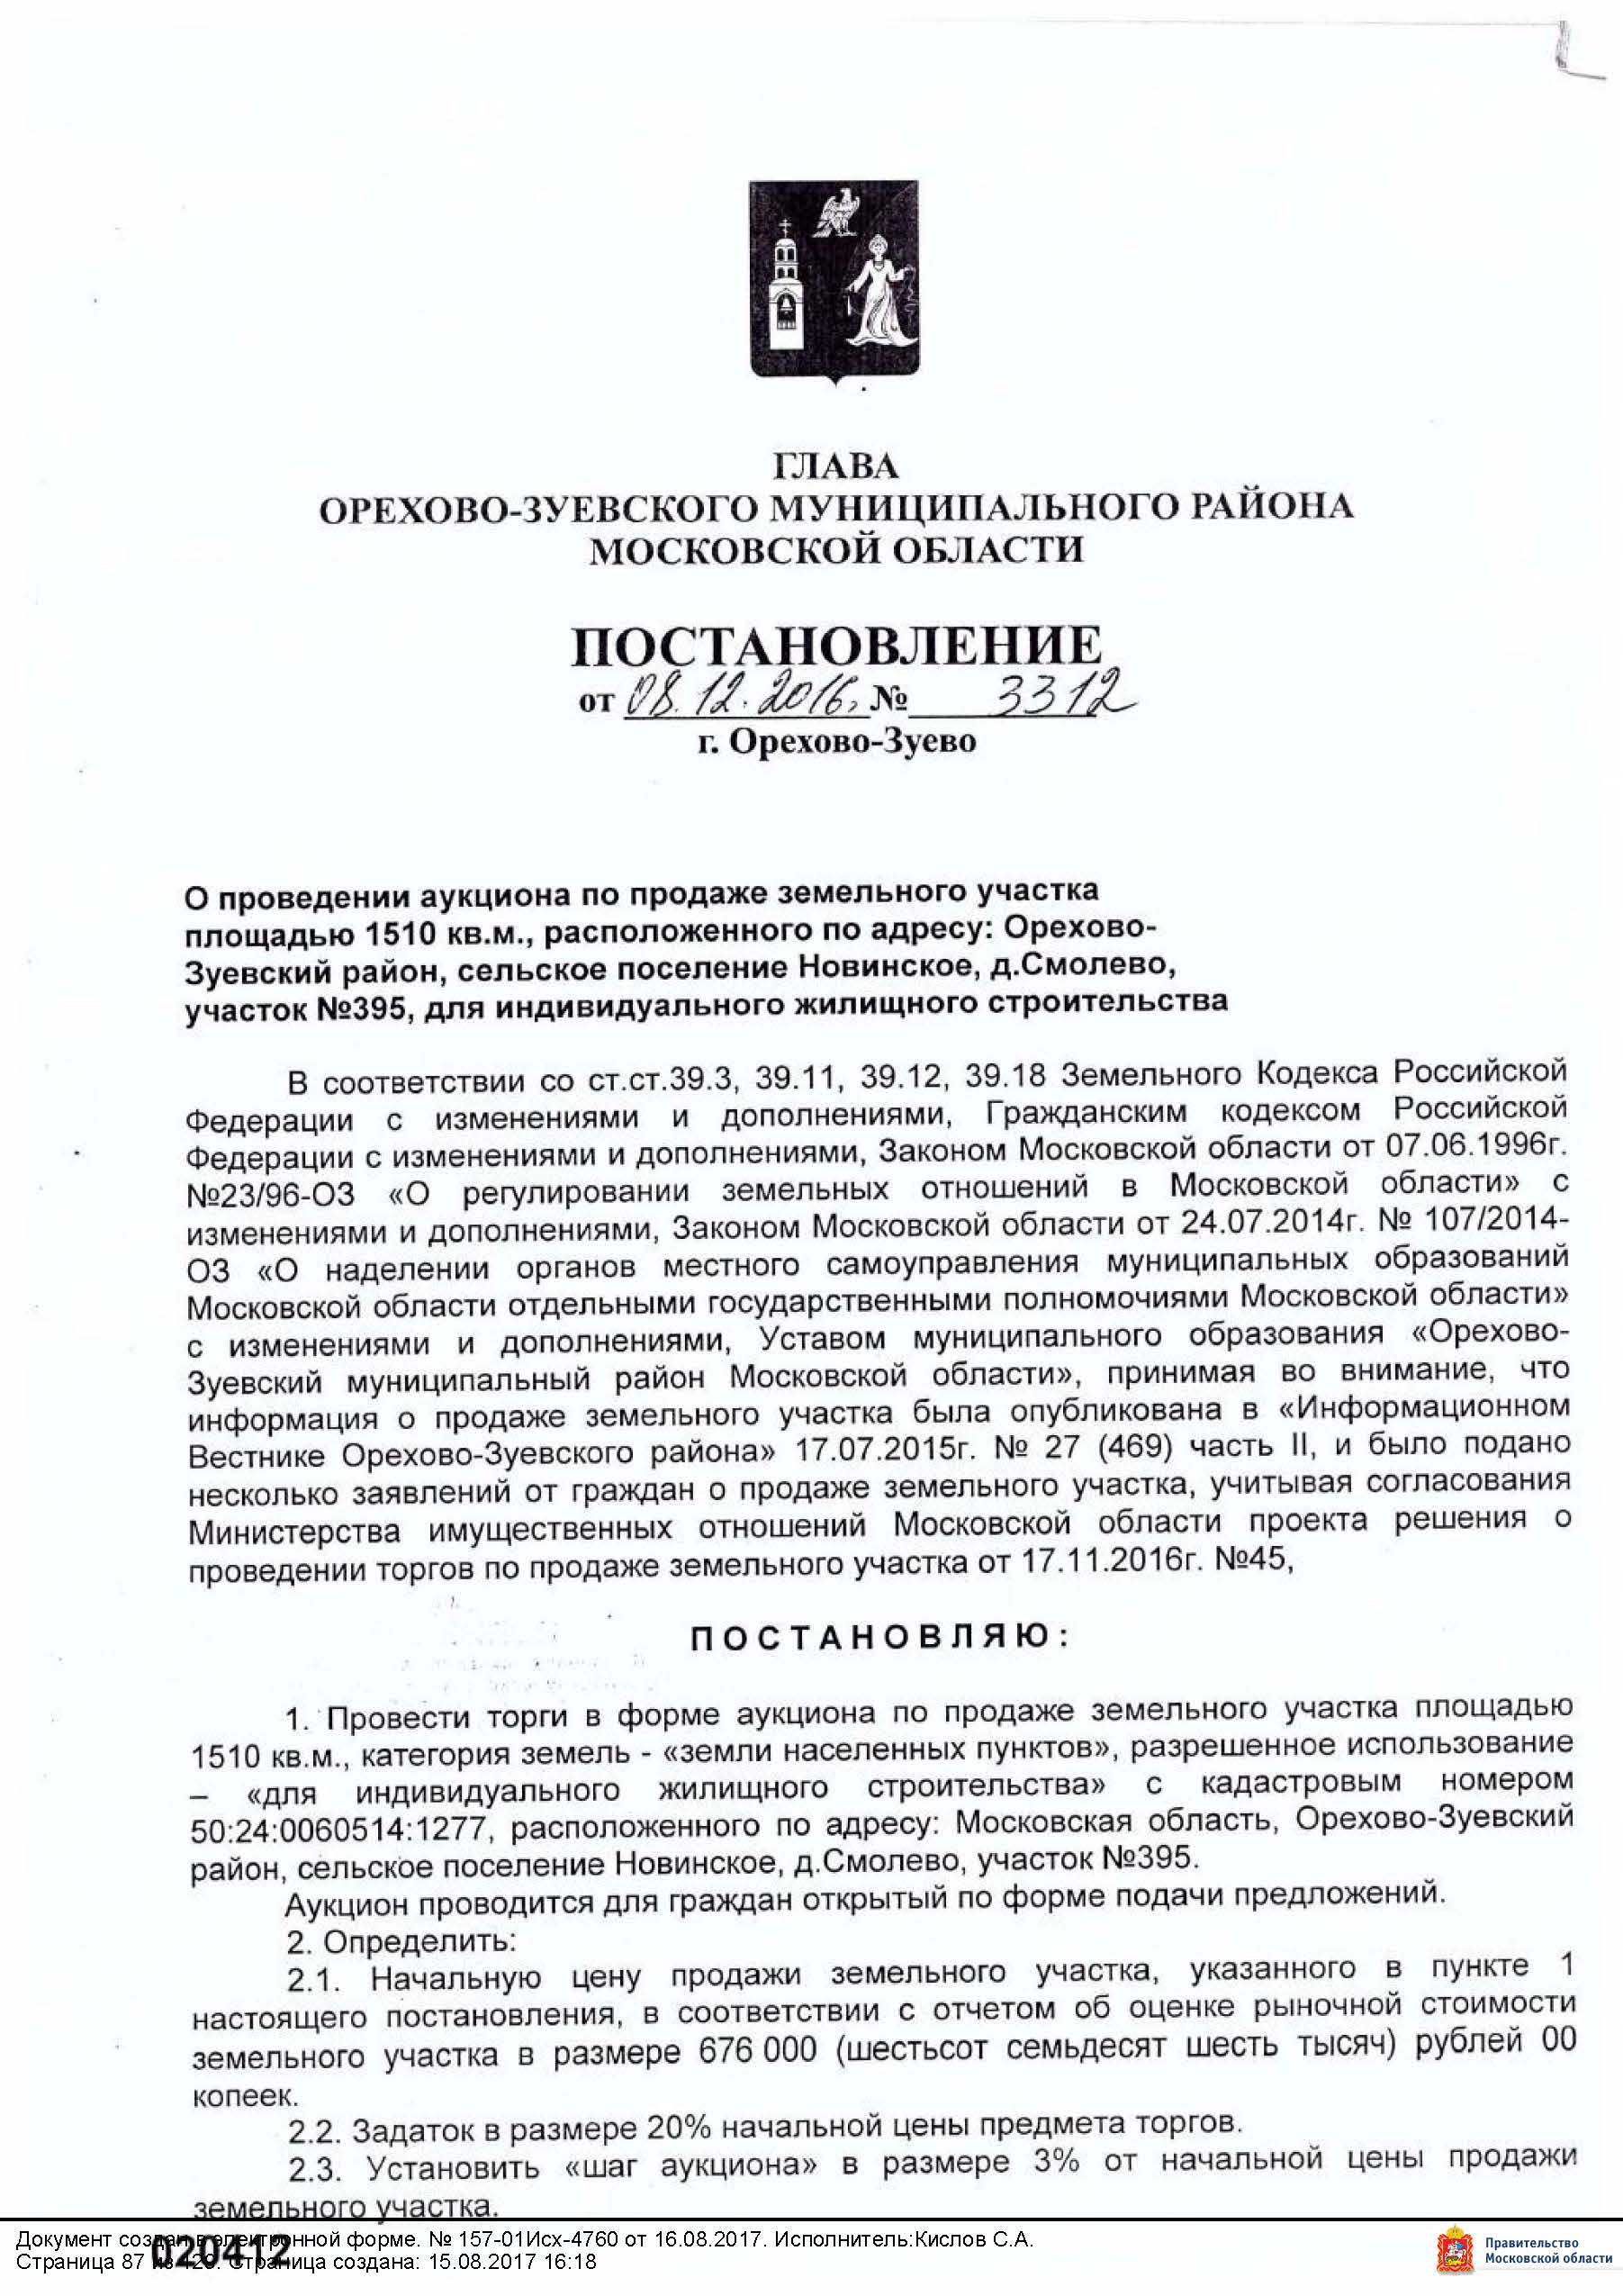 ГЛАВА
ОРЕХОВО-ЗУЕВСКОГО МУНИЦИПАЛЬНОГО РАЙОНА
МОСКОВСКОЙ ОБЛАСТИ
ПОСТАНОВЛЕНИЕ
от 08.12.2016, № 3312
г. Орехово-Зуево
О проведении аукциона по продаже земельного участка
площадью 1510 кв.м., расположенного по адресу: Орехово-
Зуевский район, сельское поселение Новинское, д.Смолево,
участок №395, для индивидуального жилищного строительства
В соответствии со ст.ст.39.3, 39.11, 39.12, 39.18 Земельного Кодекса Российской
Федерации с изменениями и дополнениями, Гражданским кодексом Российской
Федерации с изменениями и дополнениями, Законом Московской области от 07.06.1996г.
№23/96-ОЗ «О регулировании земельных отношений в Московской области» с
изменениями и дополнениями, Законом Московской области от 24.07.2014г. № 107/2014-
ОЗ «О наделении органов местного самоуправления муниципальных образований
Московской области отдельными государственными полномочиями Московской области»
с изменениями и дополнениями, Уставом муниципального образования «Орехово-
Зуевский муниципальный район Московской области», принимая во внимание, что
информация о продаже земельного участка была опубликована в «Информационном
Вестнике Орехово-Зуевского района» 17.07.2015г. № 27 (469) часть II, и было подано
несколько заявлений от граждан о продаже земельного участка, учитывая согласования
Министерства имущественных отношений Московской области проекта решения о
проведении торгов по продаже земельного участка от 17.11.2016г. №45,
ПОСТАНОВЛЯЮ:
1. Провести торги в форме аукциона по продаже земельного участка площадью
1510 кв.м., категория земель - «земли населенных пунктов», разрешенное использование
– «для индивидуального жилищного строительства» с кадастровым номером
50:24:0060514:1277, расположенного по адресу: Московская область, Орехово-Зуевский
район, сельское поселение Новинское, д.Смолево, участок №395.
Аукцион проводится для граждан открытый по форме подачи предложений.
2. Определить:
2.1. Начальную цену продажи земельного участка, указанного в пункте 1
настоящего постановления, в соответствии с отчетом об оценке рыночной стоимости
земельного участка в размере 676 000 (шестьсот семьдесят шесть тысяч) рублей 00
копеек.
2.2. Задаток в размере 20% начальной цены предмета торгов.
2.3. Установить «шаг аукциона» в размере 3% от начальной цены продажи
земельного участка.
Документ создан в электронной форме. № 157-01Исх-4760 от 16.08.2017. Исполнитель:Кислов С.А.
Страница 87 из Страница создана: 15.08.2017 16:18
020412
Правительство
Московской области